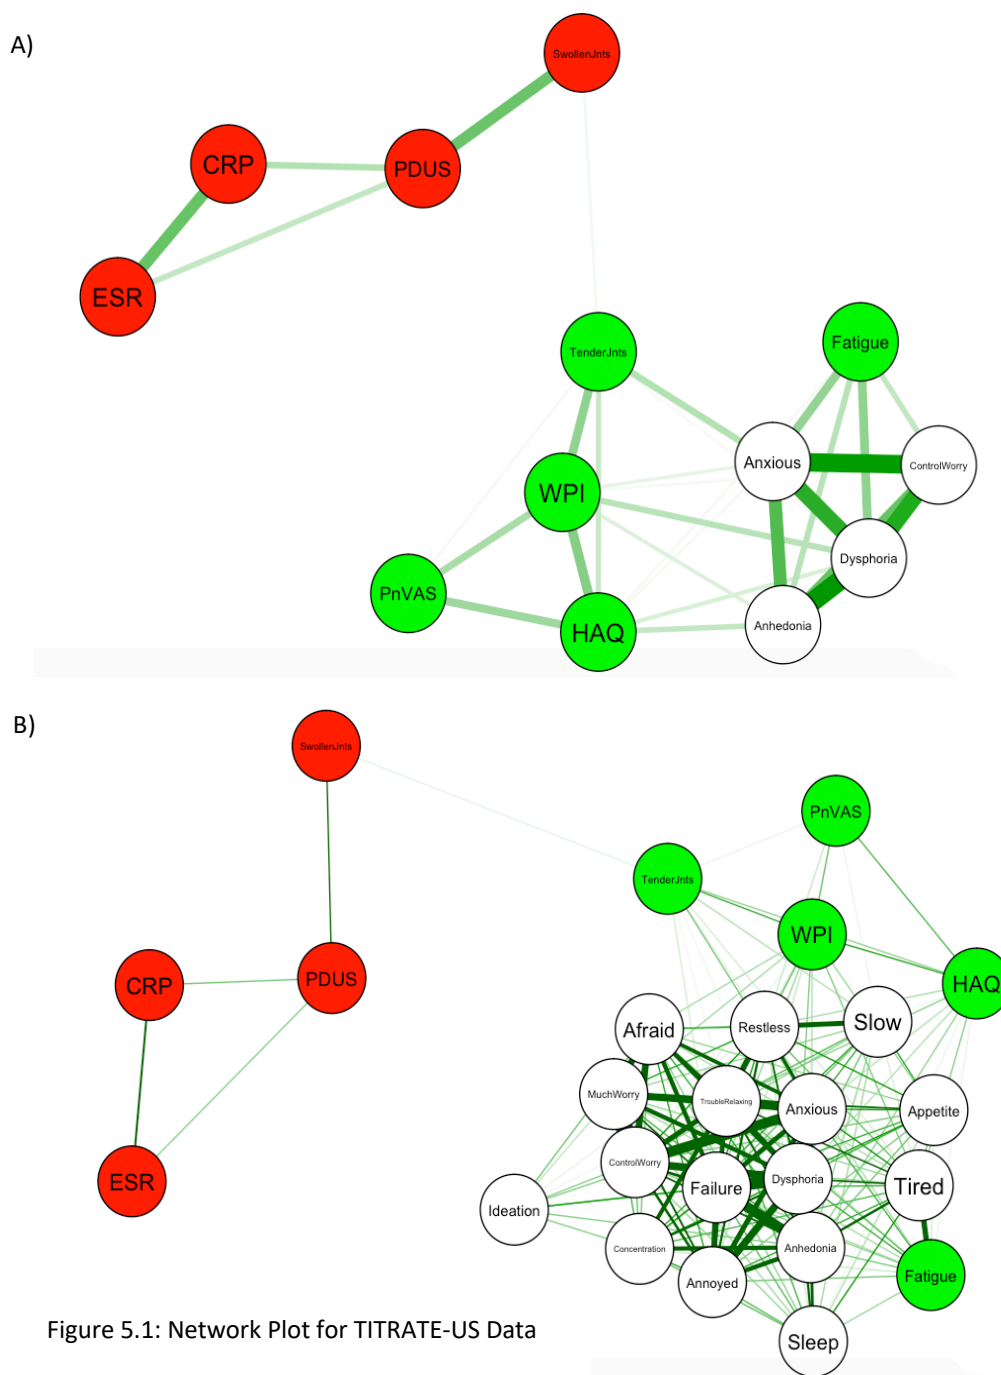 A)
SwollenJnts
CRP
PDUS
ESR
TenderJnts
Fatigue
Anxious
ControlWorry
WPI
Dysphoria
PnVAS
HAQ
Anhedonia
B)
SwollenJnts
PnVAS
TenderJnts
WPI
CRP
PDUS
HAQ
Afraid
Restless
Slow
MuchWorry
TroubleRelaxing
Anxious
Appetite
ControlWorry
ESR
Failure
Dysphoria
Tired
Ideation
Concentration
Anhedonia
Annoyed
Fatigue
Figure 5.1: Network Plot for TITRATE-US Data
Sleep